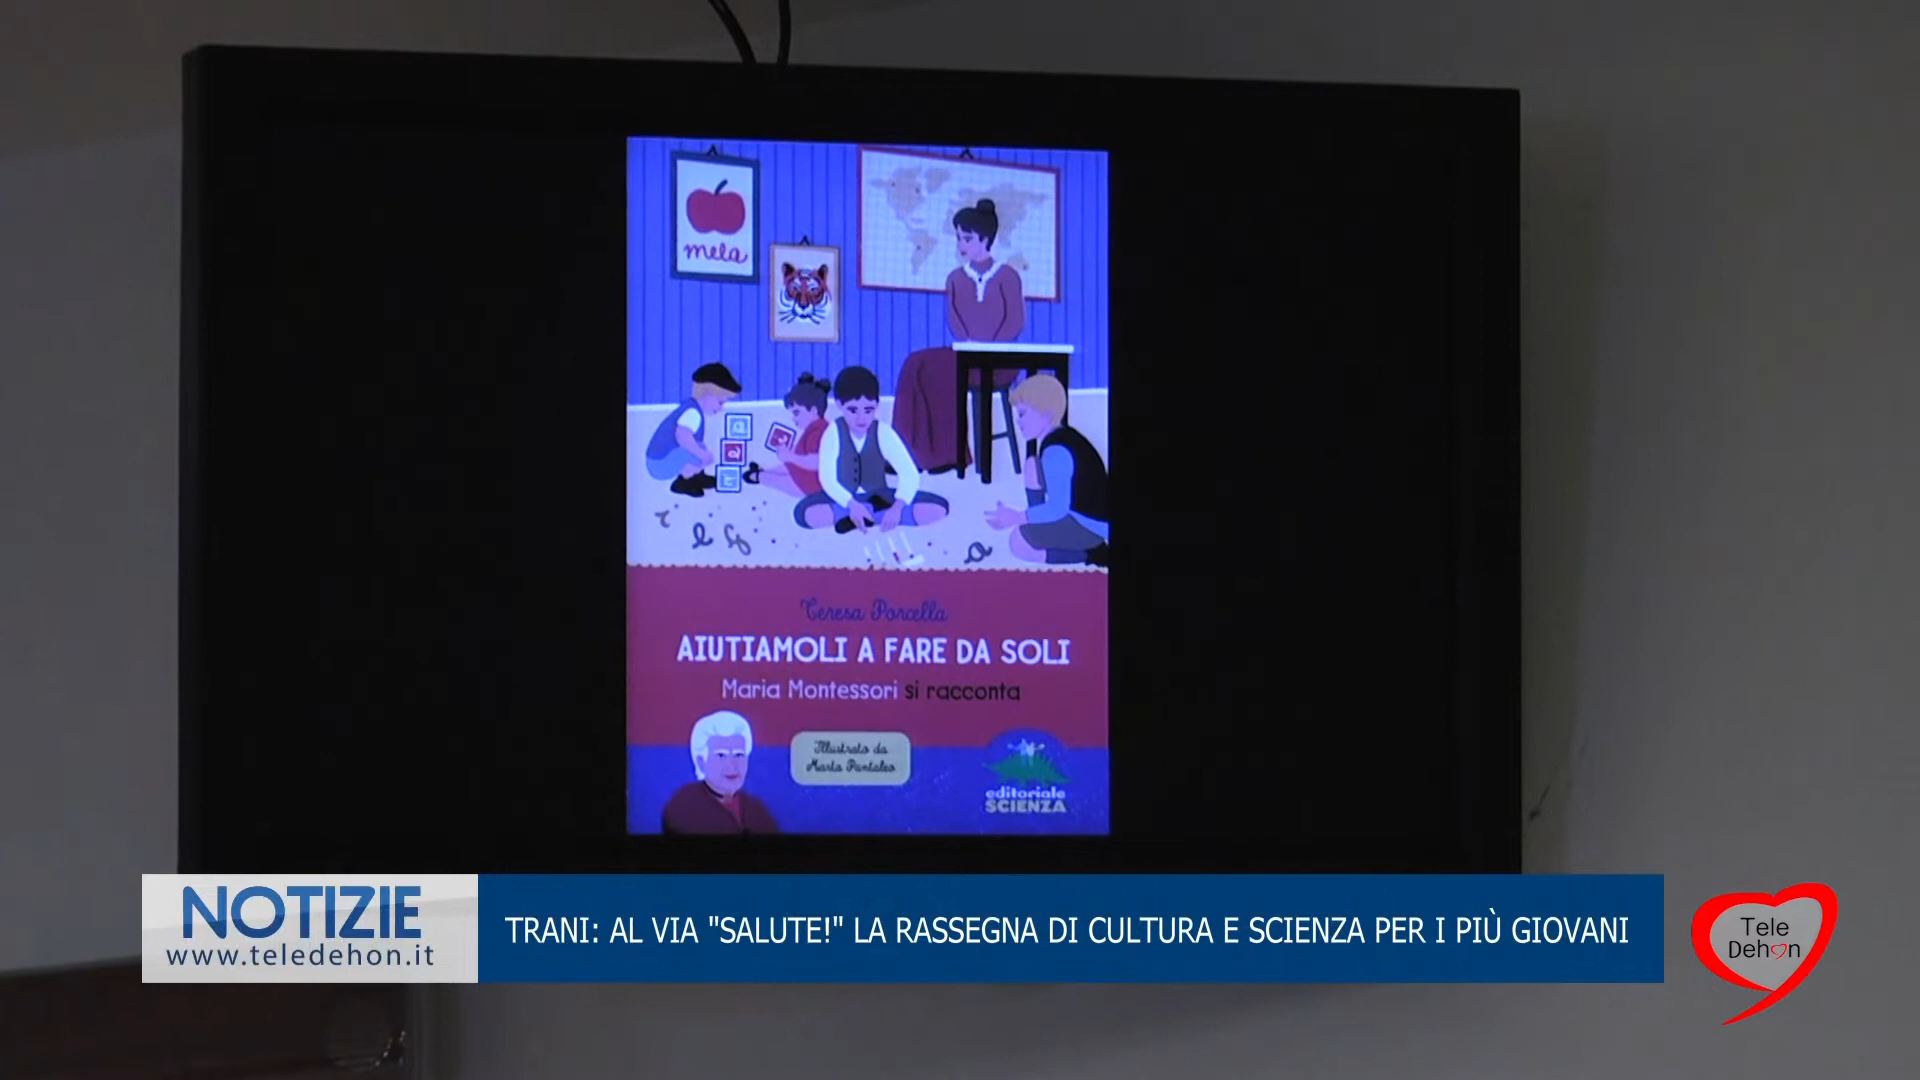 mela
Teresa Porcella
AIUTIAMOLI A FARE DA SOLI
Maria Montessori si racconta
Illustrato da
Marta Pantaleo
editoriale
SCIENZA
NOTIZIE
www.teledehon.it
TRANI: AL VIA "SALUTE!" LA RASSEGNA DI CULTURA E SCIENZA PER I PIÙ GIOVANI
Tele
Dehon